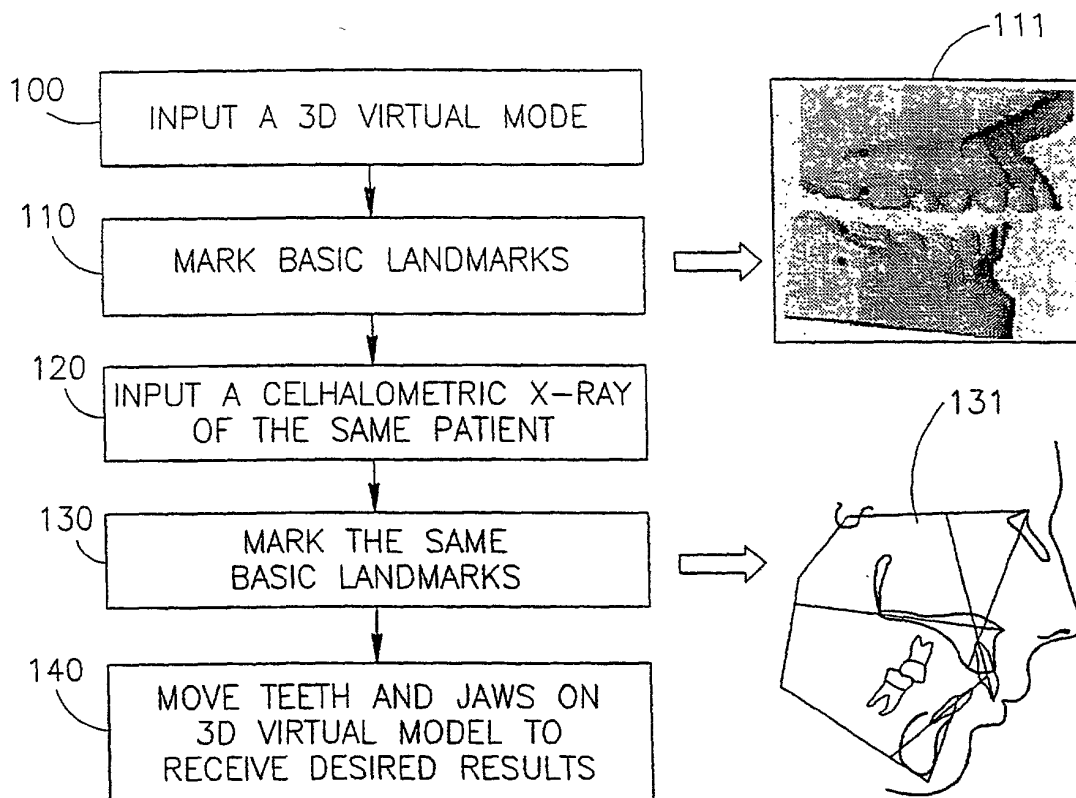 111
100
INPUT A 3D VIRTUAL MODE
110
MARK BASIC LANDMARKS
120
INPUT A CELHALOMETRIC X-RAY
OF THE SAME PATIENT
131
130
MARK THE SAME
BASIC LANDMARKS
140
MOVE TEETH AND JAWS ON
3D VIRTUAL MODEL TO
RECEIVE DESIRED RESULTS